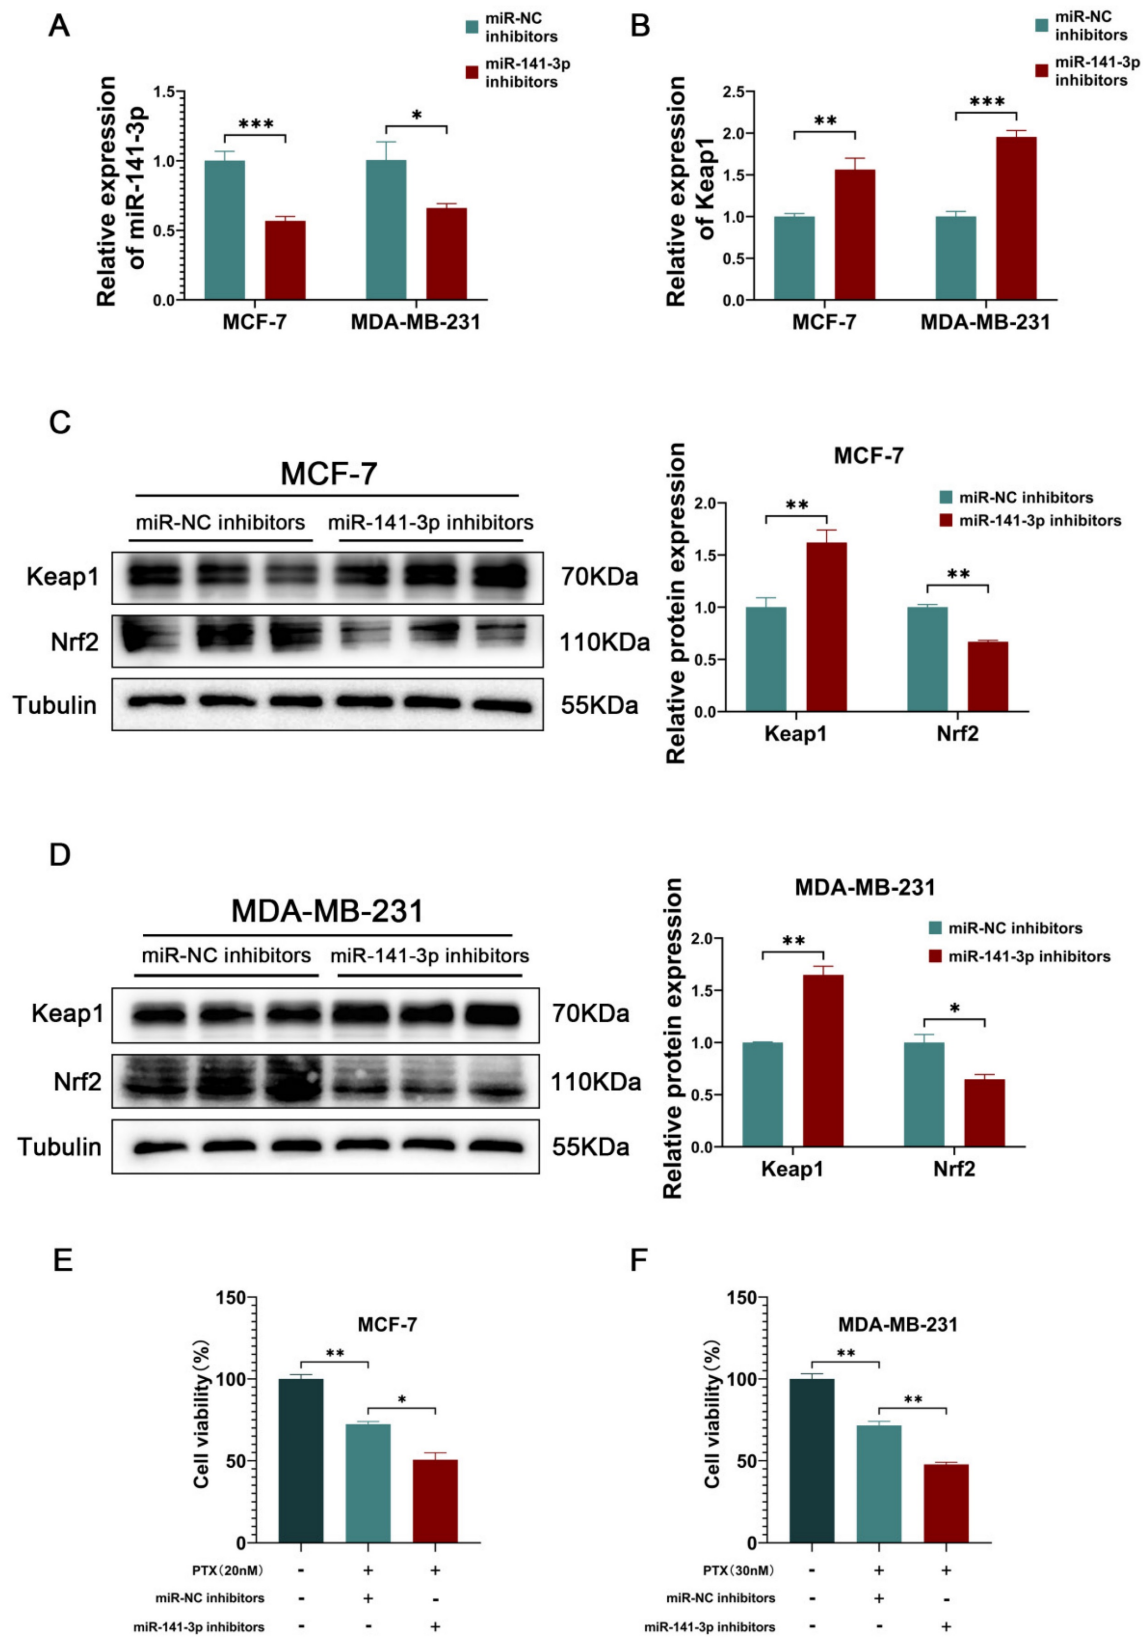 A
miR-NC
inhibitors
miR-141-3p
inhibitors
Relative expression
of miR-141-3p
1.5
1.0
0.5
0.0
***
*
MCF-7
MDA-MB-231
B
miR-NC
inhibitors
miR-141-3p
inhibitors
Relative expression
of Keap1
2.5
2.0
1.5
1.0
0.5
0.0
**
***
MCF-7
MDA-MB-231
C
MCF-7
miR-NC inhibitors
miR-141-3p inhibitors
Keap1
70KDa
Nrf2
110KDa
Tubulin
55KDa
MCF-7
miR-NC inhibitors
miR-141-3p inhibitors
Relative protein expression
2.0
1.5
1.0
0.5
0.0
**
**
Keap1
Nrf2
D
MDA-MB-231
miR-NC inhibitors
miR-141-3p inhibitors
Keap1
70KDa
Nrf2
110KDa
Tubulin
55KDa
MDA-MB-231
miR-NC inhibitors
miR-141-3p inhibitors
Relative protein expression
2.0
1.5
1.0
0.5
0.0
**
*
Keap1
Nrf2
E
MCF-7
Cell viability(%)
150
100
50
0
**
*
PTX(20nM) - + +
miR-NC inhibitors - + -
miR-141-3p inhibitors - - +
F
MDA-MB-231
Cell viability(%)
150
100
50
0
**
**
PTX(30nM) - + +
miR-NC inhibitors - + -
miR-141-3p inhibitors - - +